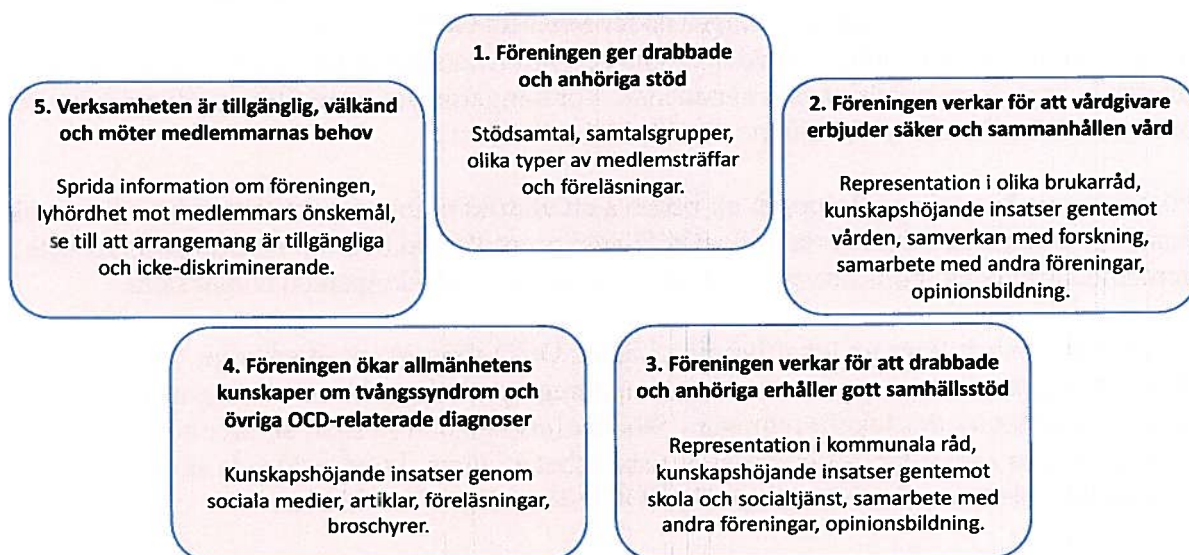 1. Föreningen ger drabbade
och anhöriga stöd
Stödsamtal, samtalsgrupper,
olika typer av medlemsträffar
och föreläsningar.
2. Föreningen verkar för att vårdgivare
erbjuder säker och sammanhållen vård
Representation i olika brukarråd,
kunskapshöjande insatser gentemot
vården, samverkan med forskning,
samarbete med andra föreningar,
opinionsbildning.
3. Föreningen verkar för att drabbade
och anhöriga erhåller gott samhällsstöd
Representation i kommunala råd,
kunskapshöjande insatser gentemot
skola och socialtjänst, samarbete med
andra föreningar, opinionsbildning.
4. Föreningen ökar allmänhetens
kunskaper om tvångssyndrom och
övriga OCD-relaterade diagnoser
Kunskapshöjande insatser genom
sociala medier, artiklar, föreläsningar,
broschyrer.
5. Verksamheten är tillgänglig, välkänd
och möter medlemmarnas behov
Sprida information om föreningen,
lyhördhet mot medlemmars önskemål,
se till att arrangemang är tillgängliga
och icke-diskriminerande.